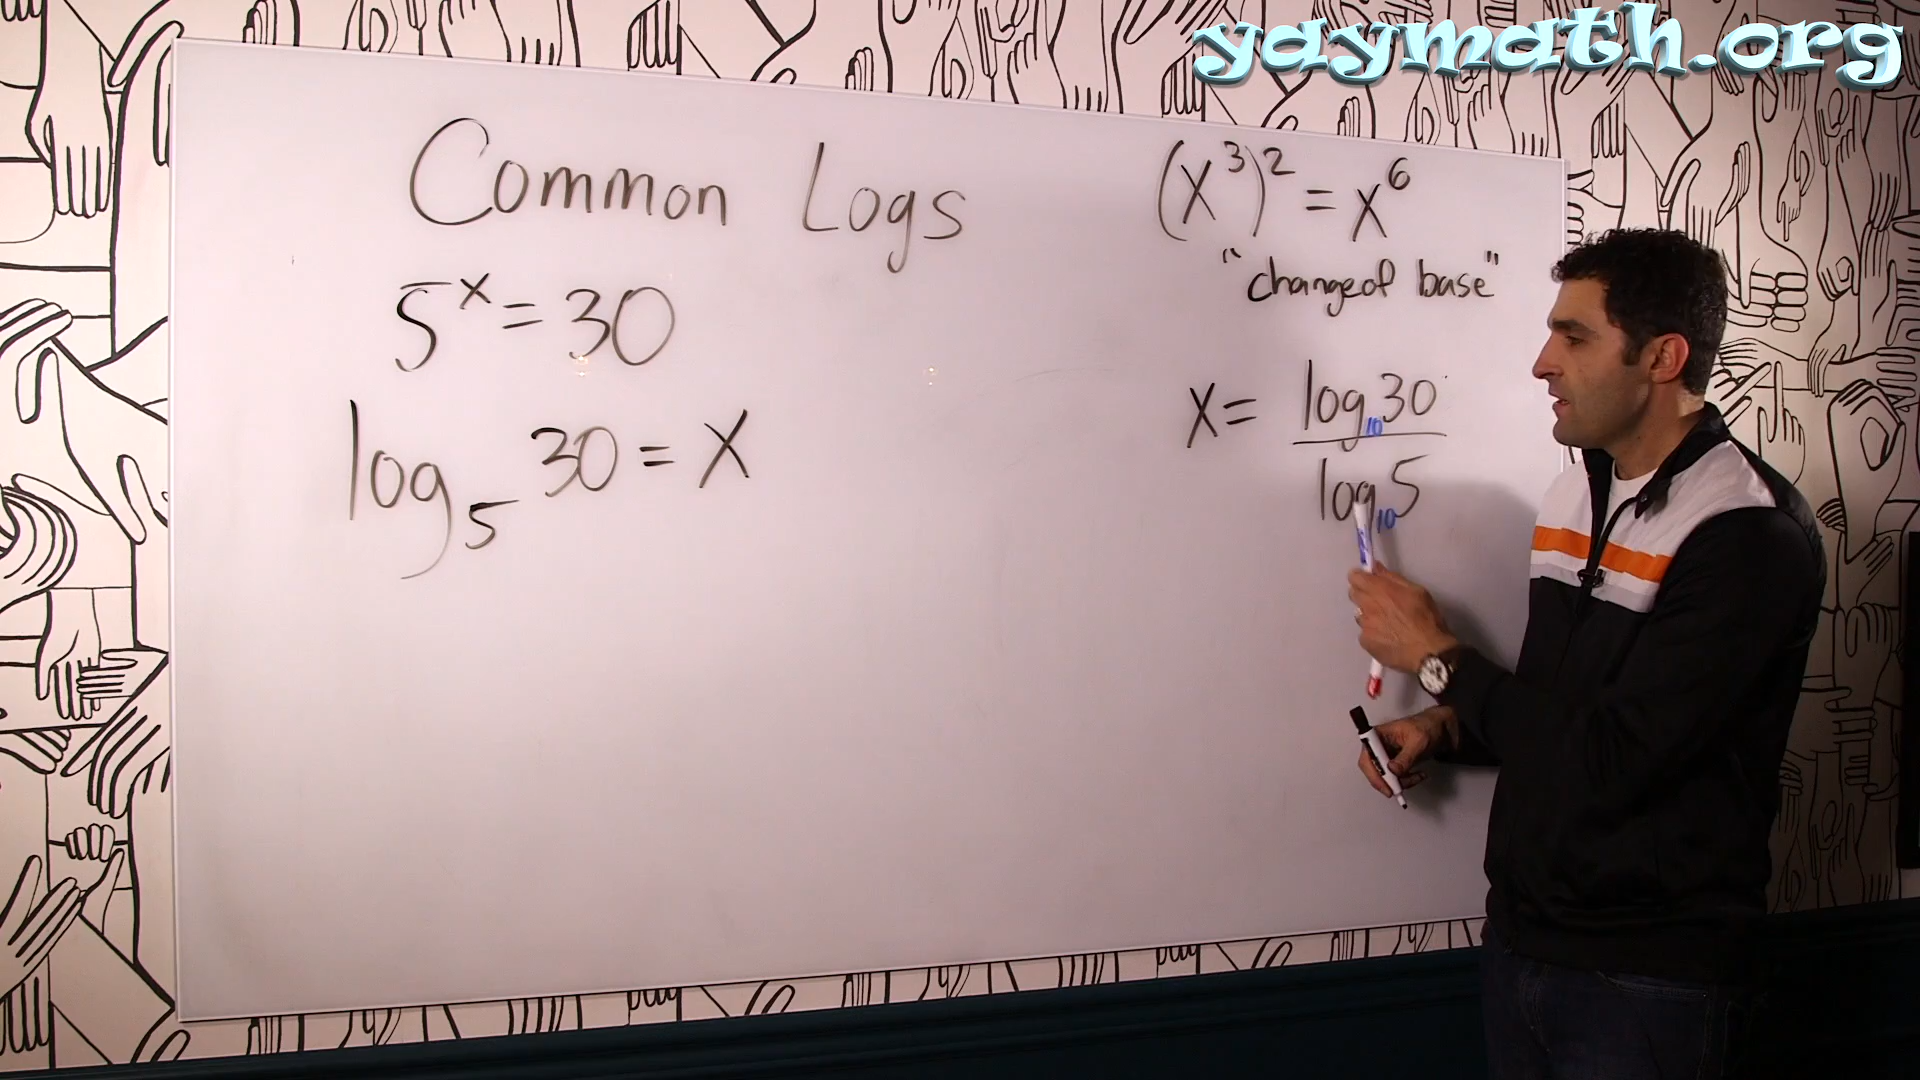 yaymath.org
Common Logs
5ˣ = 30
log₅ 30 = x
(x³)² = x⁶
"change of base"
x = log₁₀ 30
log₁₀ 5